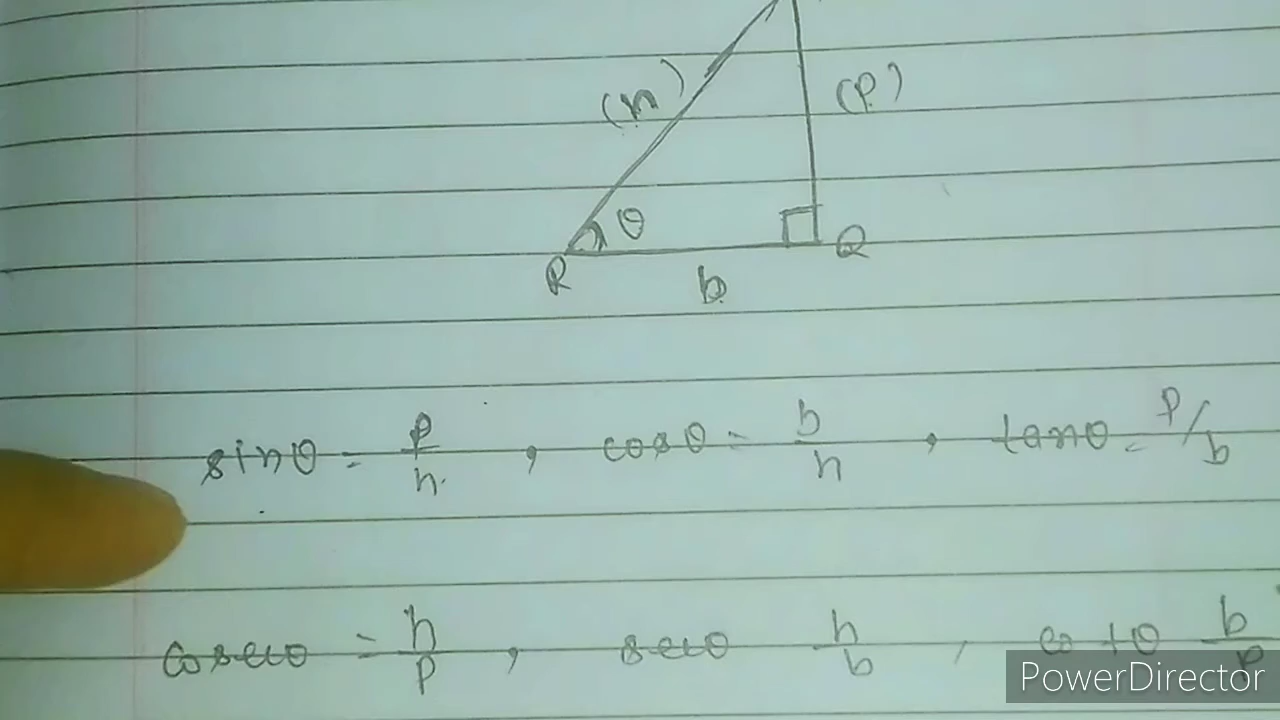 (h) (P)
θ
R b Q
sinθ = P/h , cosθ = b/h , tanθ = P/b
cosecθ = h/P , secθ h/b , cotθ b/P
PowerDirector